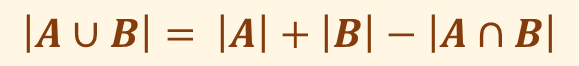 |A ∪ B| = |A| + |B| − |A ∩ B|